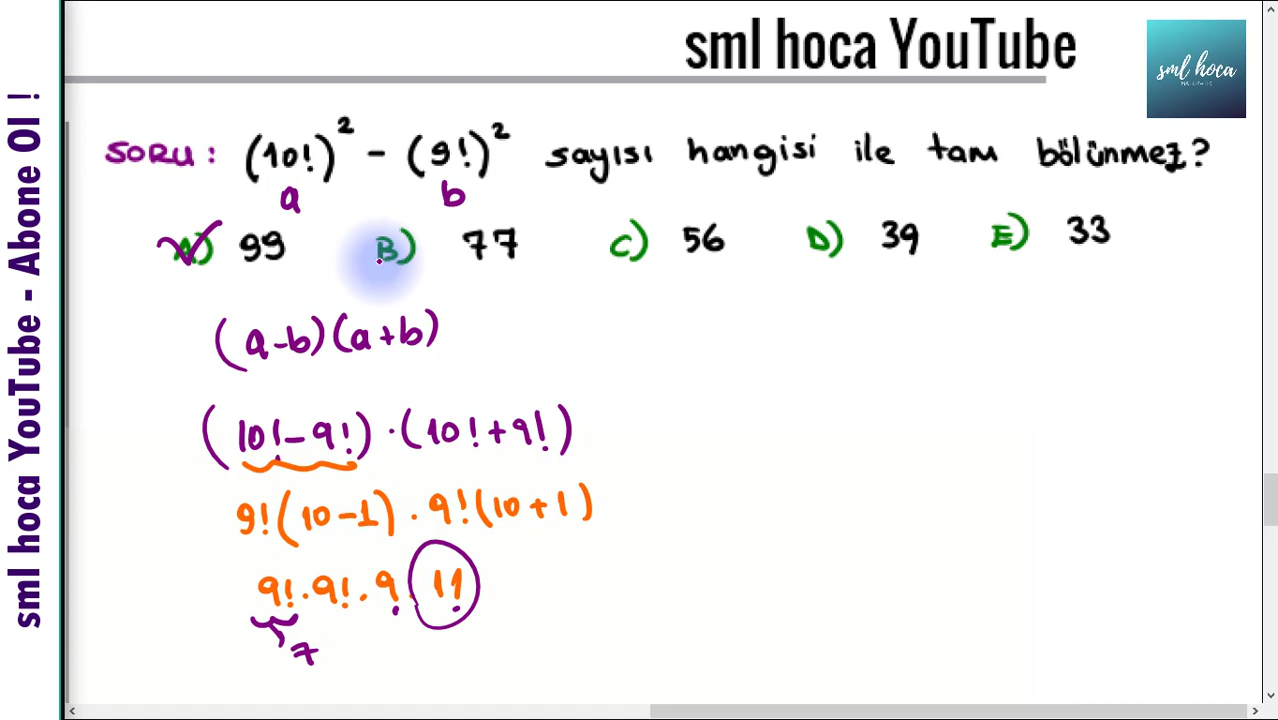 sml hoca YouTube
sml hoca
sml hoca YouTube - Abone Ol !
SORU: (10!)² - (9!)² sayısı hangisi ile tam bölünmez?
a b
A) 99 B) 77 C) 56 D) 39 E) 33
(a-b)(a+b)
(10!-9!)·(10!+9!)
9!(10-1)·9!(10+1)
9!·9!·9·11
7